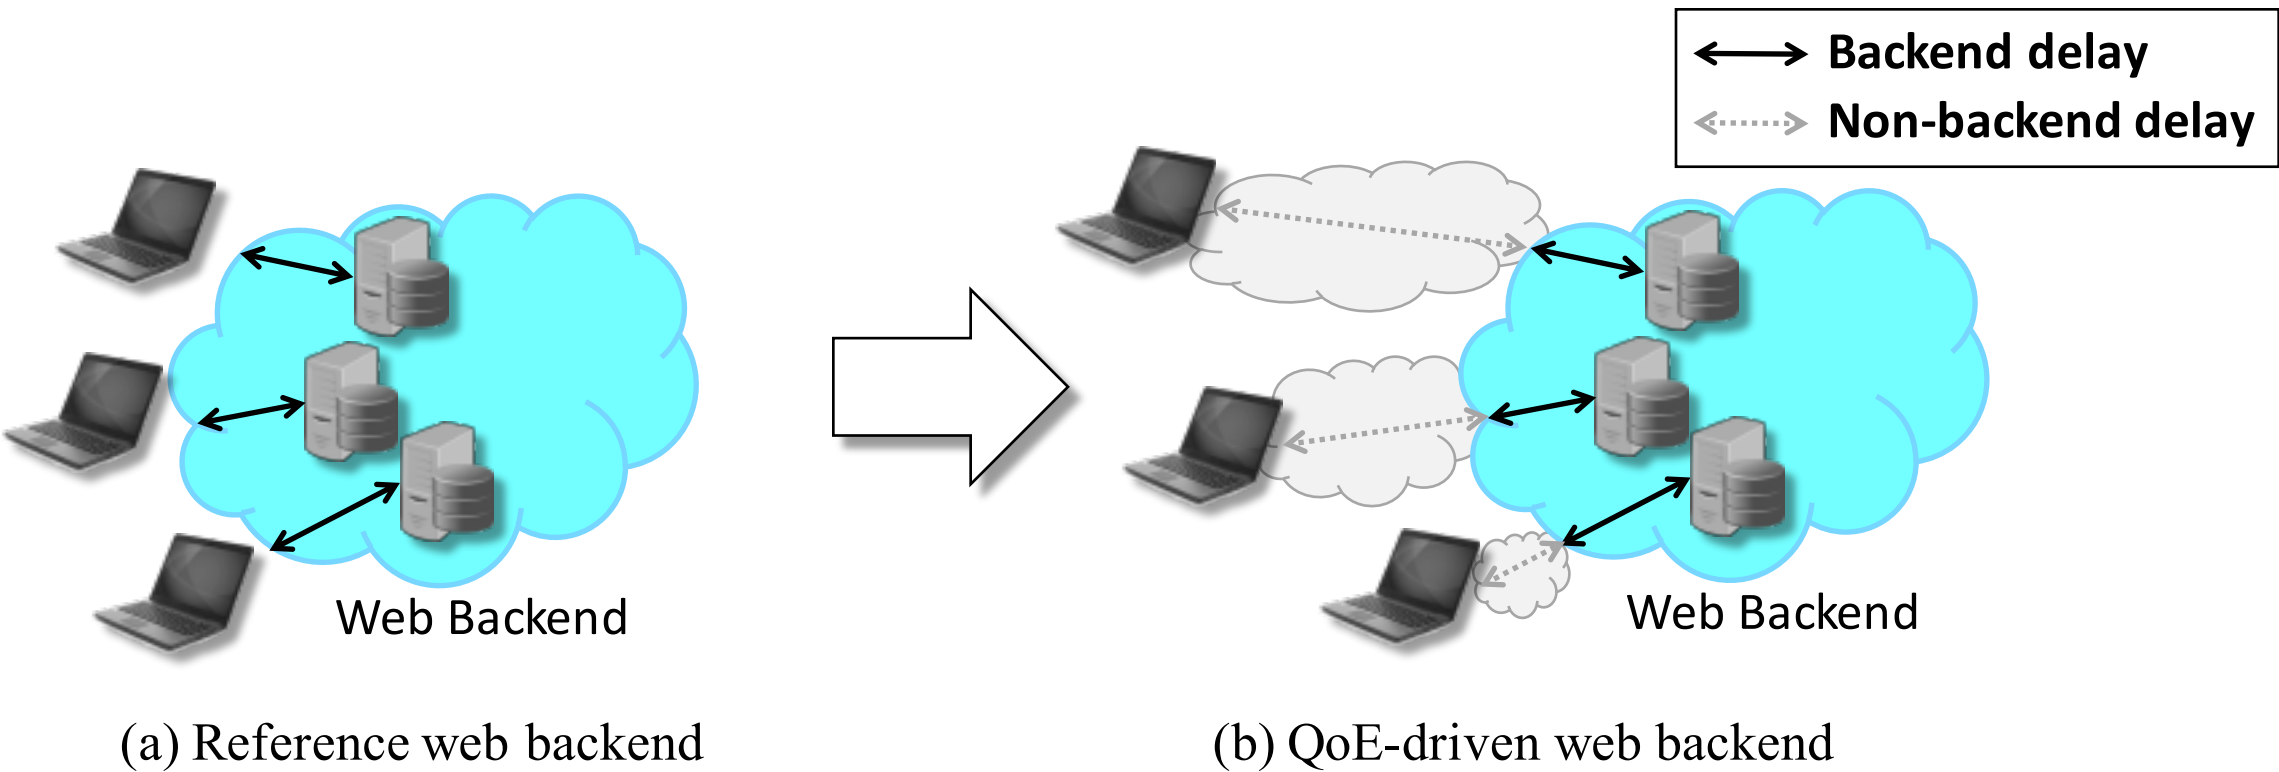 Backend delay
Non-backend delay
Web Backend
Web Backend
(a) Reference web backend
(b) QoE-driven web backend